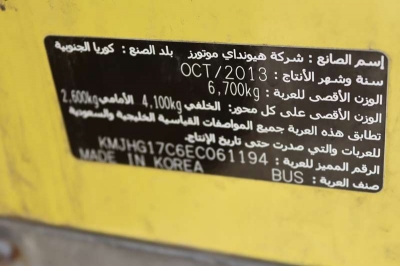 إسم الصانع : شركة هيونداي موتورز بلد الصنع : كوريا الجنوبية
سنة وشهر الأنتاج : OCT/2013
الوزن الأقصى للعربة : 6,700kg
الوزن الأقصى على كل محور: الخلفي 4,100kg الأمامي 2,600kg
تطابق هذه العربة جميع المواصفات القياسية الخليجية والسعودية
للعربات والتي صدرت حتى تاريخ الإنتاج.
الرقم المميز للعربة : KMJHG17C6EC061194
صنف العربة : BUS MADE IN KOREA